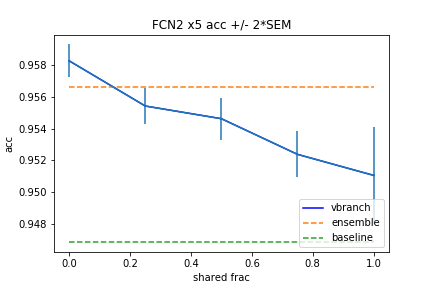 FCN2 x5 acc +/- 2*SEM
acc
0.958
0.956
0.954
0.952
0.950
0.948
0.0
0.2
0.4
0.6
0.8
1.0
shared frac
vbranch
ensemble
baseline